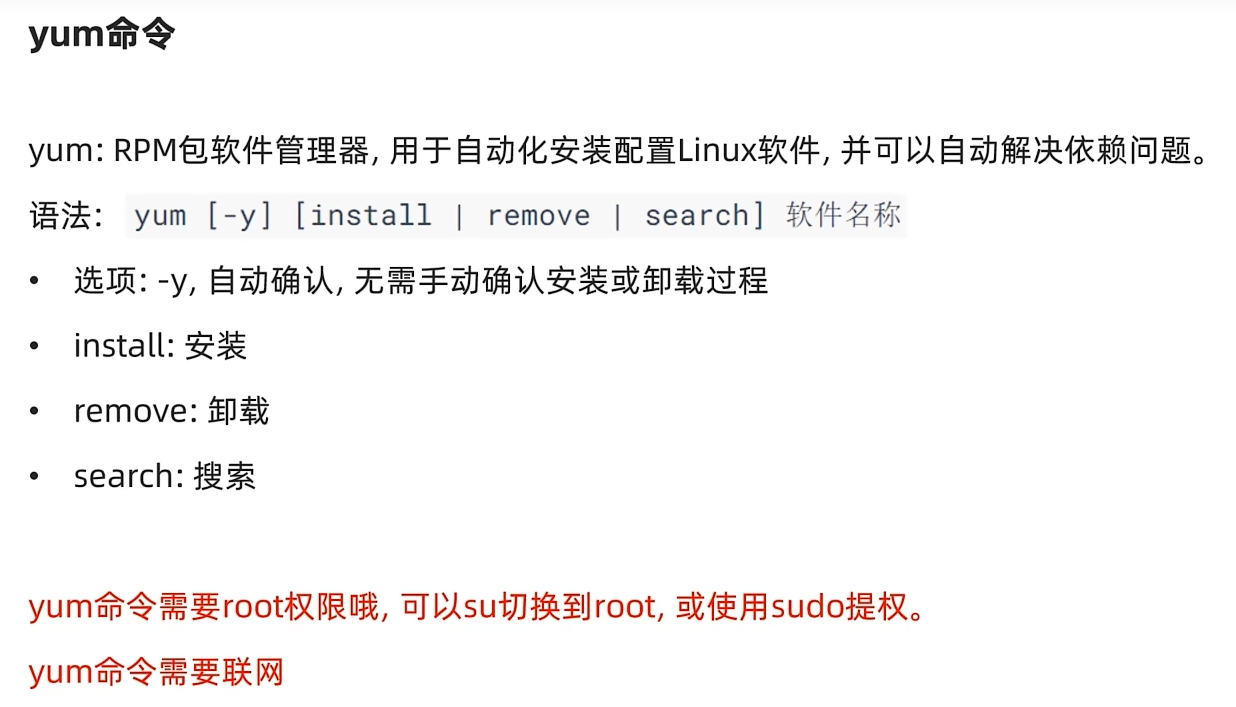 yum命令
yum: RPM包软件管理器, 用于自动化安装配置Linux软件, 并可以自动解决依赖问题。
语法: yum [-y] [install | remove | search] 软件名称
• 选项: -y, 自动确认, 无需手动确认安装或卸载过程
• install: 安装
• remove: 卸载
• search: 搜索
yum命令需要root权限哦, 可以su切换到root, 或使用sudo提权。
yum命令需要联网